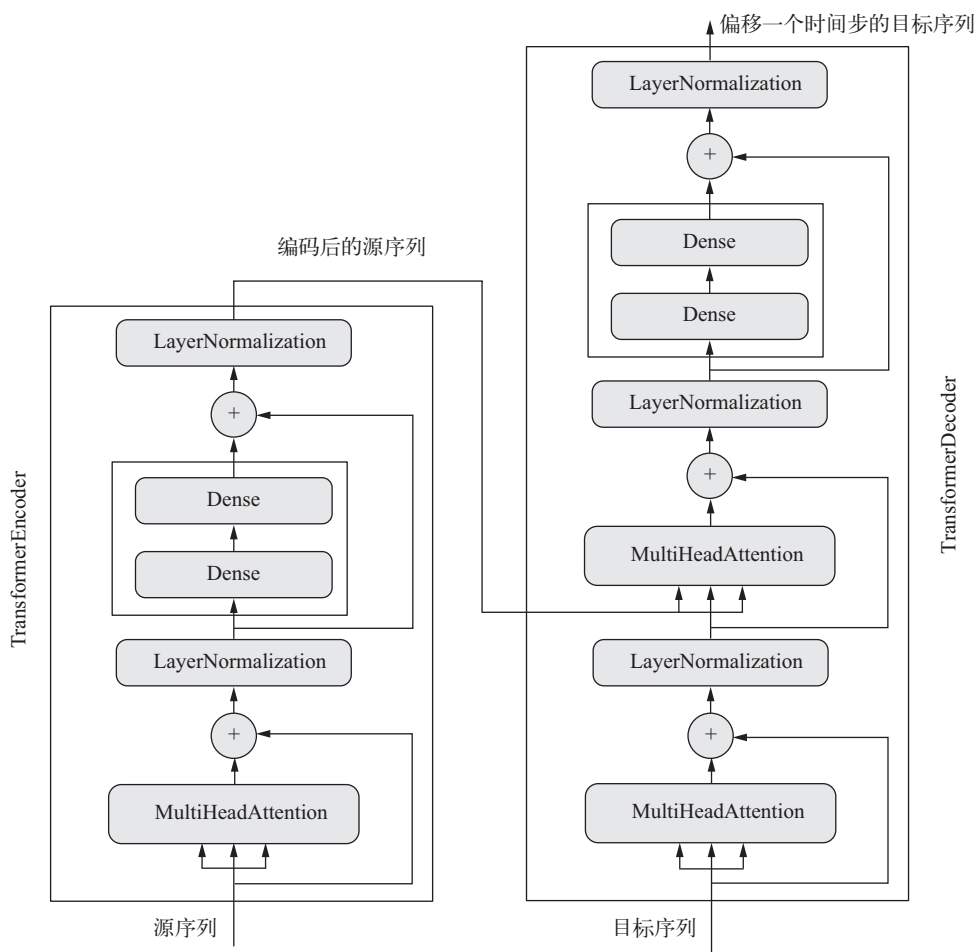 偏移一个时间步的目标序列
LayerNormalization
+
Dense
Dense
LayerNormalization
+
MultiHeadAttention
LayerNormalization
+
MultiHeadAttention
目标序列
TransformerDecoder
编码后的源序列
LayerNormalization
+
Dense
Dense
LayerNormalization
+
MultiHeadAttention
源序列
TransformerEncoder